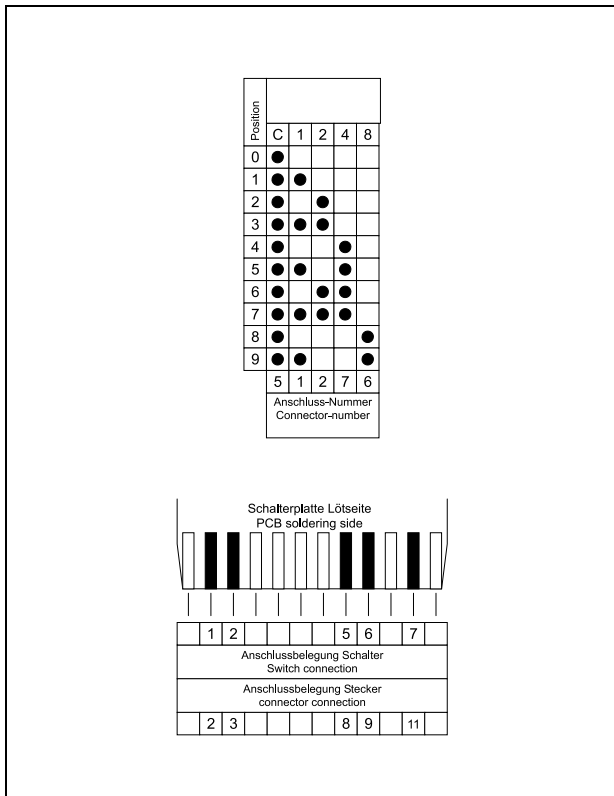 Position
C 1 2 4 8
0
1
2
3
4
5
6
7
8
9
5 1 2 7 6
Anschluss-Nummer
Connector-number
Schalterplatte Lötseite
PCB soldering side
1 2 5 6 7
Anschlussbelegung Schalter
Switch connection
Anschlussbelegung Stecker
connector connection
2 3 8 9 11